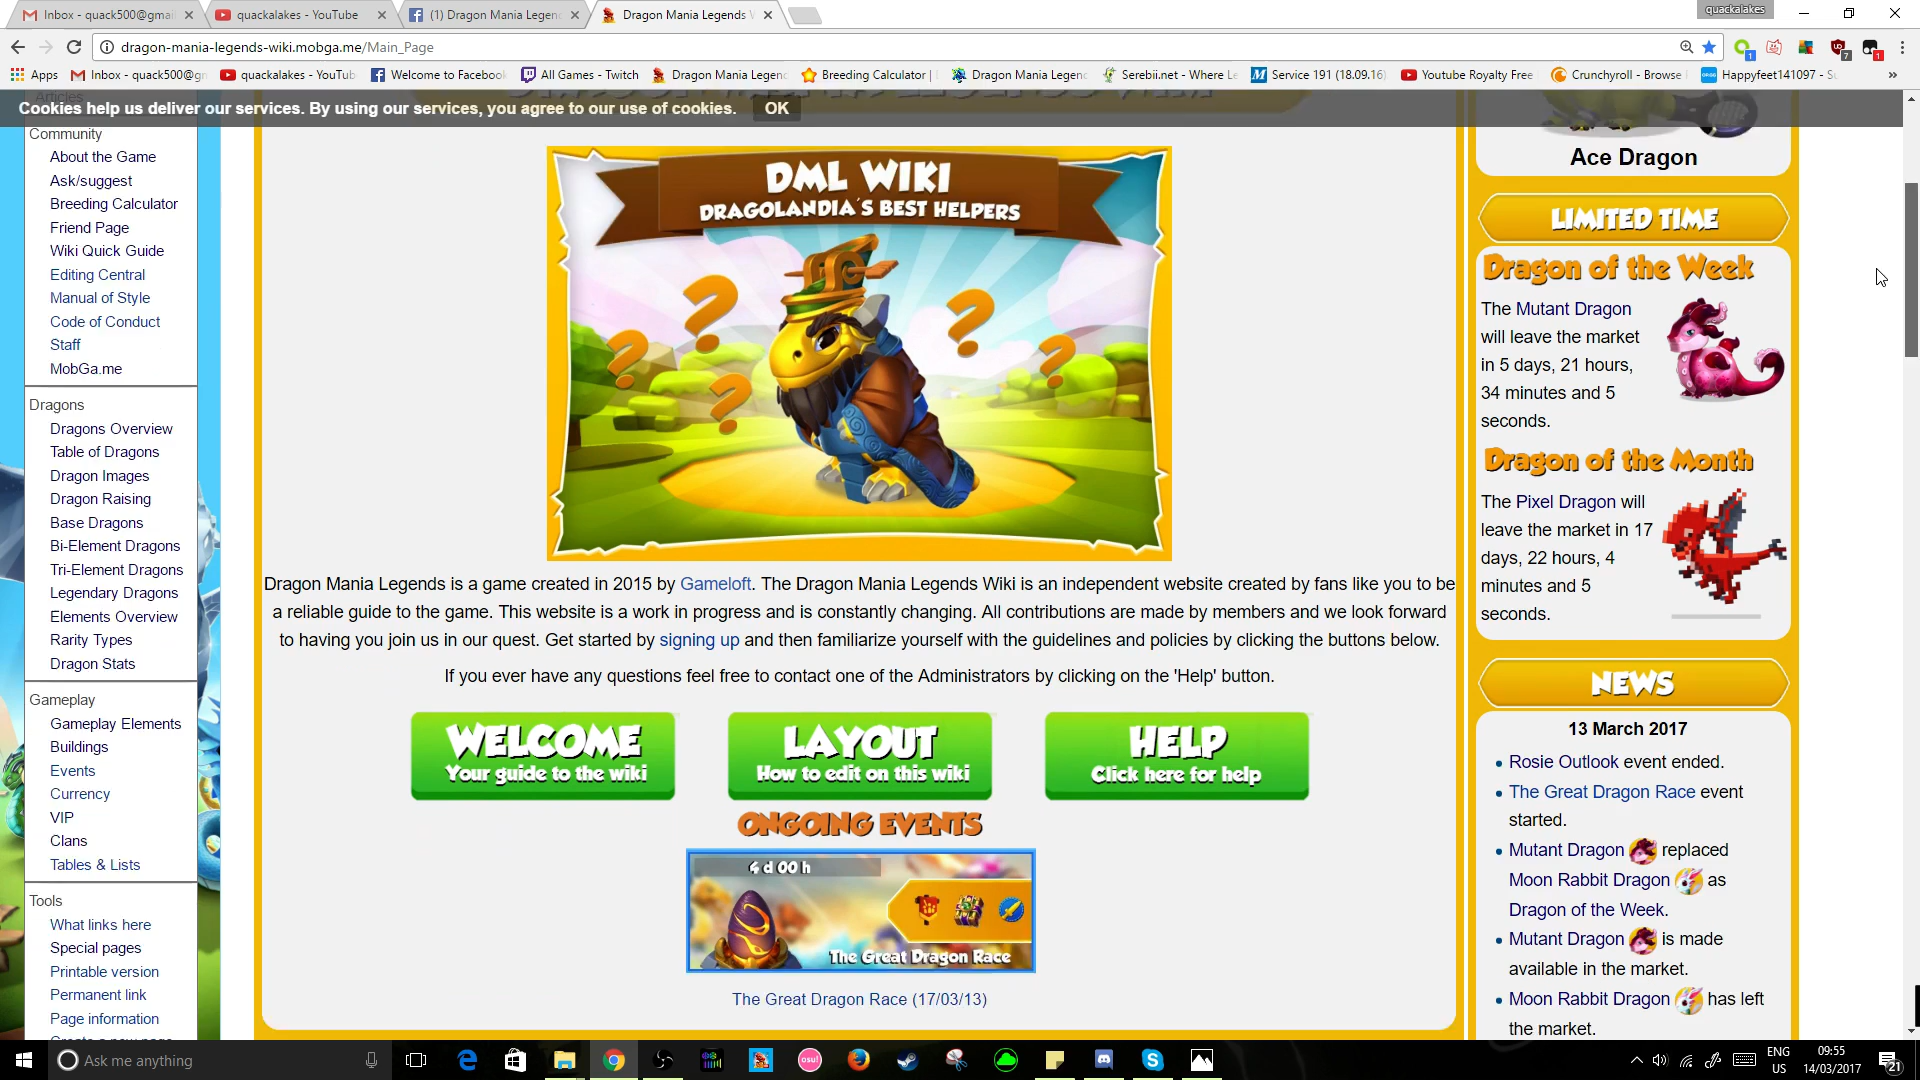 Inbox - quack500@gmai
quackalakes - YouTube
(1) Dragon Mania Legen
Dragon Mania Legends W
quackalakes
dragon-mania-legends-wiki.mobga.me/Main_Page
Apps
Inbox - quack500@gm
quackalakes - YouTub
Welcome to Facebook
All Games - Twitch
Dragon Mania Legend
Breeding Calculator |
Dragon Mania Legen
Serebii.net - Where Le
Service 191 (18.09.16)
Youtube Royalty Free
Crunchyroll - Browse
Happyfeet141097 - Su
Cookies help us deliver our services. By using our services, you agree to our use of cookies.
OK
Articles
Community
About the Game
Ask/suggest
Breeding Calculator
Friend Page
Wiki Quick Guide
Editing Central
Manual of Style
Code of Conduct
Staff
MobGa.me
Dragons
Dragons Overview
Table of Dragons
Dragon Images
Dragon Raising
Base Dragons
Bi-Element Dragons
Tri-Element Dragons
Legendary Dragons
Elements Overview
Rarity Types
Dragon Stats
Gameplay
Gameplay Elements
Buildings
Events
Currency
VIP
Clans
Tables & Lists
Tools
What links here
Special pages
Printable version
Permanent link
Page information
DML WIKI
DRAGOLANDIA'S BEST HELPERS
Dragon Mania Legends is a game created in 2015 by Gameloft. The Dragon Mania Legends Wiki is an independent website created by fans like you to be
a reliable guide to the game. This website is a work in progress and is constantly changing. All contributions are made by members and we look forward
to having you join us in our quest. Get started by signing up and then familiarize yourself with the guidelines and policies by clicking the buttons below.
If you ever have any questions feel free to contact one of the Administrators by clicking on the 'Help' button.
WELCOME
Your guide to the wiki
LAYOUT
How to edit on this wiki
HELP
Click here for help
ONGOING EVENTS
4 d 00 h
The Great Dragon Race
The Great Dragon Race (17/03/13)
Ace Dragon
LIMITED TIME
Dragon of the Week
The Mutant Dragon
will leave the market
in 5 days, 21 hours,
34 minutes and 5
seconds.
Dragon of the Month
The Pixel Dragon will
leave the market in 17
days, 22 hours, 4
minutes and 5
seconds.
NEWS
13 March 2017
Rosie Outlook event ended.
The Great Dragon Race event
started.
Mutant Dragon replaced
Moon Rabbit Dragon as
Dragon of the Week.
Mutant Dragon is made
available in the market.
Moon Rabbit Dragon has left
the market.
Ask me anything
osu!
ENG
US
09:55
14/03/2017
21